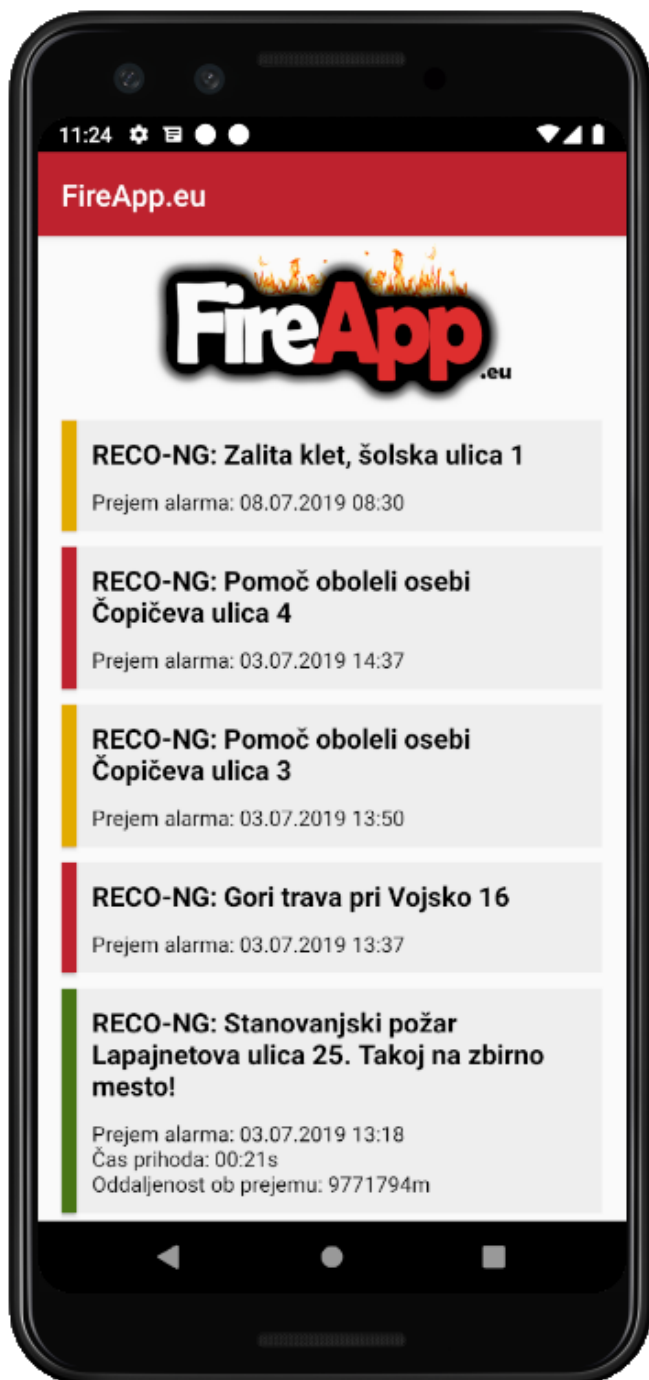 11:24
FireApp.eu
FireApp
.eu
RECO-NG: Zalita klet, šolska ulica 1
Prejem alarma: 08.07.2019 08:30
RECO-NG: Pomoč oboleli osebi
Čopičeva ulica 4
Prejem alarma: 03.07.2019 14:37
RECO-NG: Pomoč oboleli osebi
Čopičeva ulica 3
Prejem alarma: 03.07.2019 13:50
RECO-NG: Gori trava pri Vojsko 16
Prejem alarma: 03.07.2019 13:37
RECO-NG: Stanovanjski požar
Lapajnetova ulica 25. Takoj na zbirno
mesto!
Prejem alarma: 03.07.2019 13:18
Čas prihoda: 00:21s
Oddaljenost ob prejemu: 9771794m